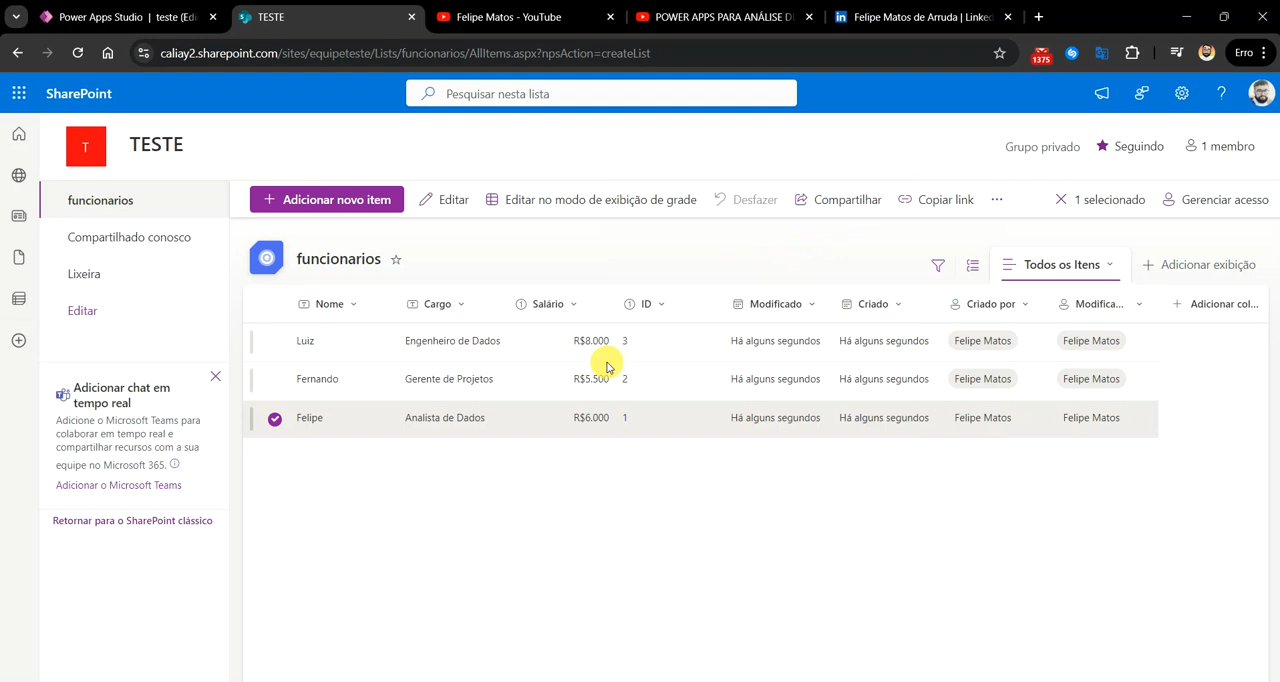 Power Apps Studio | teste (Edi
TESTE
Felipe Matos - YouTube
POWER APPS PARA ANÁLISE D
Felipe Matos de Arruda | Linked
caliay2.sharepoint.com/sites/equipeteste/Lists/funcionarios/AllItems.aspx?npsAction=createList
1375
Erro
SharePoint
Pesquisar nesta lista
T
TESTE
Grupo privado
Seguindo
1 membro
funcionarios
Compartilhado conosco
Lixeira
Editar
Adicionar novo item
Editar
Editar no modo de exibição de grade
Desfazer
Compartilhar
Copiar link
1 selecionado
Gerenciar acesso
funcionarios
Todos os Itens
Adicionar exibição
Nome
Cargo
Salário
ID
Modificado
Criado
Criado por
Modifica...
Adicionar col...
Luiz Engenheiro de Dados R$8.000 3 Há alguns segundos Há alguns segundos Felipe Matos Felipe Matos
Fernando Gerente de Projetos R$5.500 2 Há alguns segundos Há alguns segundos Felipe Matos Felipe Matos
Felipe Analista de Dados R$6.000 1 Há alguns segundos Há alguns segundos Felipe Matos Felipe Matos
Adicionar chat em
tempo real
Adicione o Microsoft Teams para
colaborar em tempo real e
compartilhar recursos com a sua
equipe no Microsoft 365.
Adicionar o Microsoft Teams
Retornar para o SharePoint clássico